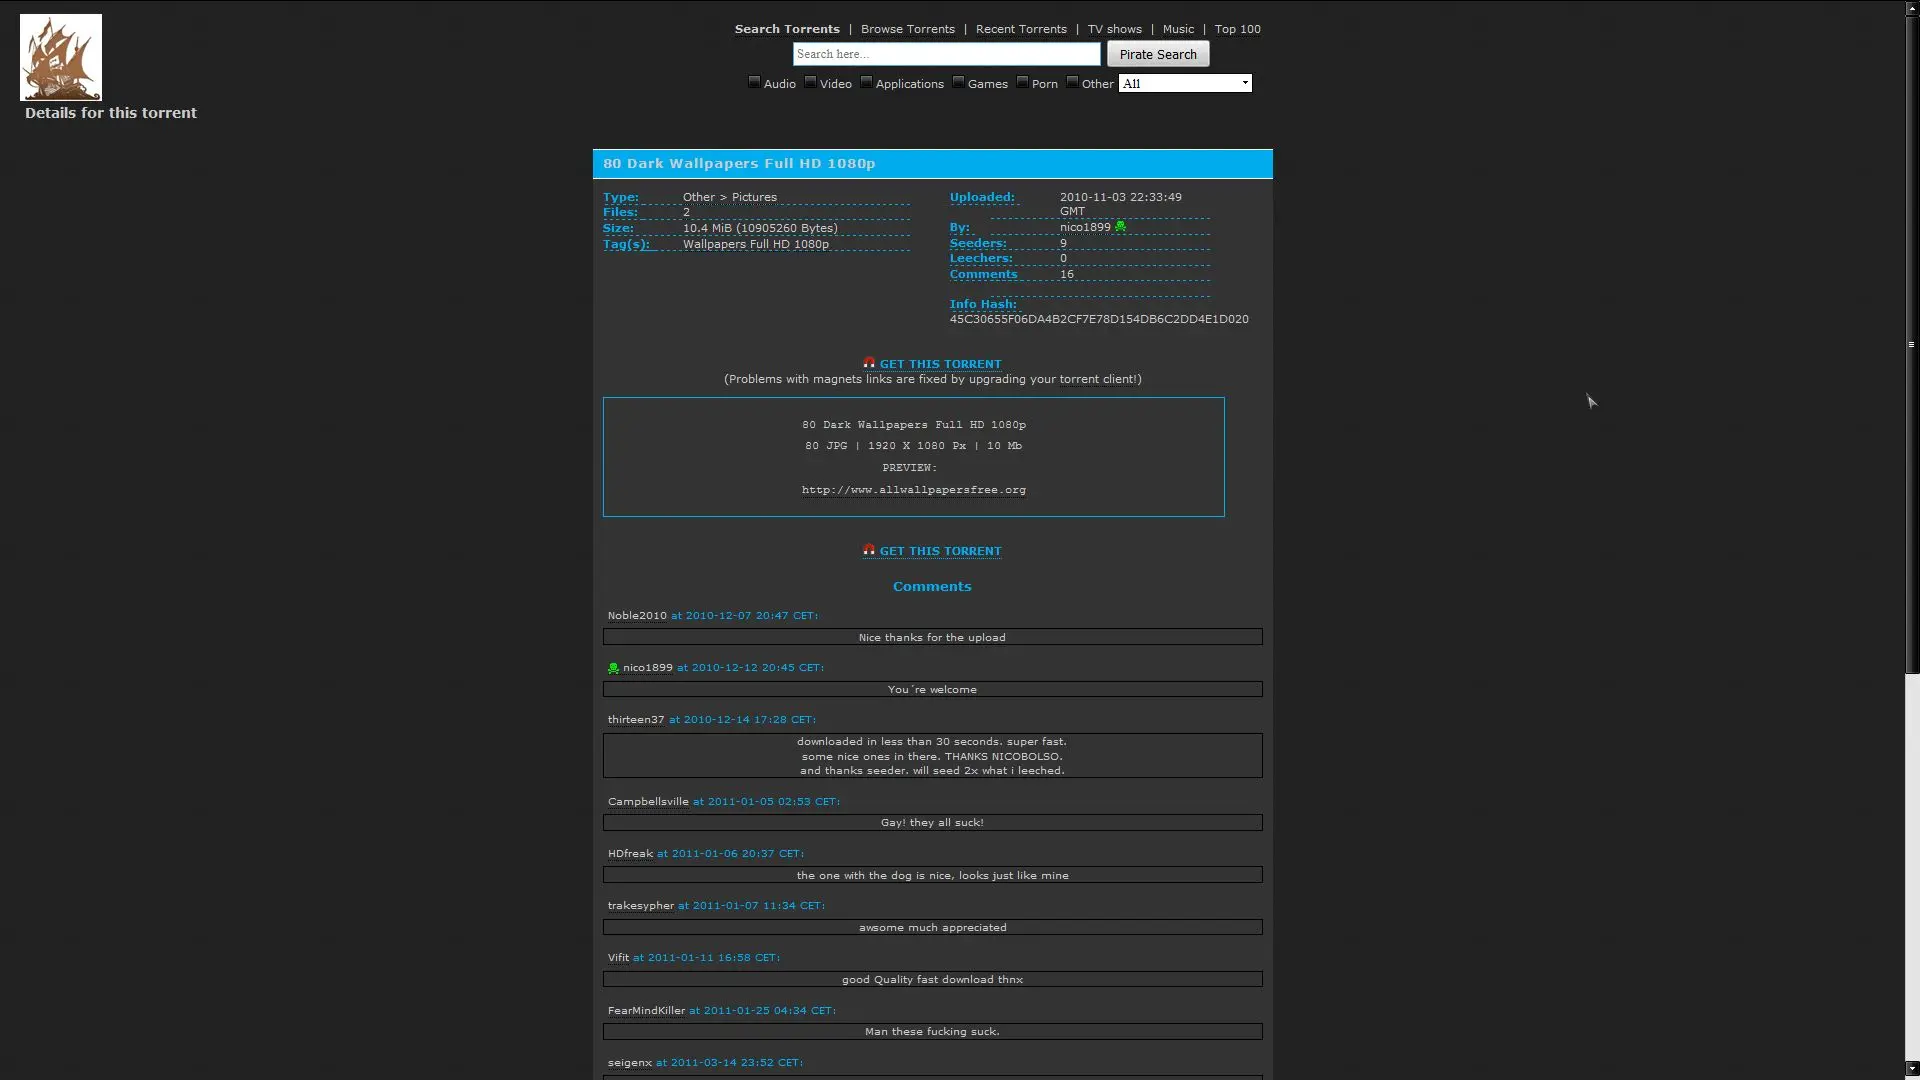 Search Torrents | Browse Torrents | Recent Torrents | TV shows | Music | Top 100
Search here... Pirate Search
Audio Video Applications Games Porn Other All
Details for this torrent
80 Dark Wallpapers Full HD 1080p
Type: Other > Pictures
Files: 2
Size: 10.4 MiB (10905260 Bytes)
Tag(s): Wallpapers Full HD 1080p
Uploaded: 2010-11-03 22:33:49
GMT
By: nico1899
Seeders: 9
Leechers: 0
Comments 16
Info Hash:
45C30655F06DA4B2CF7E78D154DB6C2DD4E1D020
GET THIS TORRENT
(Problems with magnets links are fixed by upgrading your torrent client!)
80 Dark Wallpapers Full HD 1080p
80 JPG | 1920 X 1080 Px | 10 Mb
PREVIEW:
http://www.allwallpapersfree.org
GET THIS TORRENT
Comments
Noble2010 at 2010-12-07 20:47 CET:
Nice thanks for the upload
nico1899 at 2010-12-12 20:45 CET:
You´re welcome
thirteen37 at 2010-12-14 17:28 CET:
downloaded in less than 30 seconds. super fast.
some nice ones in there. THANKS NICOBOLSO.
and thanks seeder. will seed 2x what i leeched.
Campbellsville at 2011-01-05 02:53 CET:
Gay! they all suck!
HDfreak at 2011-01-06 20:37 CET:
the one with the dog is nice, looks just like mine
trakesypher at 2011-01-07 11:34 CET:
awsome much appreciated
Vifit at 2011-01-11 16:58 CET:
good Quality fast download thnx
FearMindKiller at 2011-01-25 04:34 CET:
Man these fucking suck.
seigenx at 2011-03-14 23:52 CET: